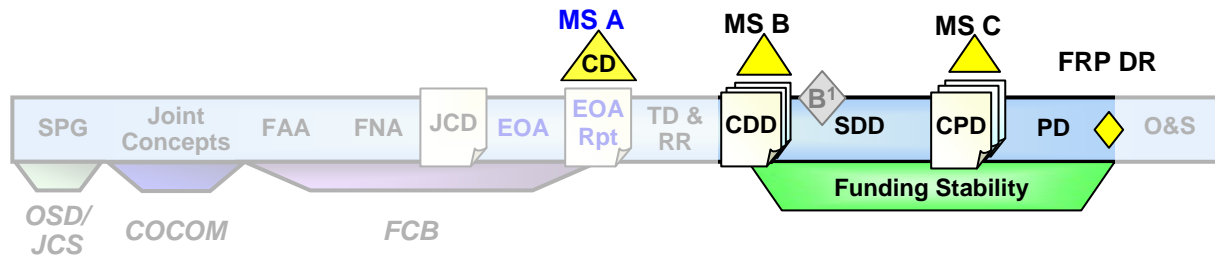 MS A
MS B
MS C
CD
FRP DR
SPG
Joint
Concepts
FAA
FNA
JCD
EOA
EOA
Rpt
TD &
RR
CDD
B1
SDD
CPD
PD
O&S
Funding Stability
OSD/
JCS
COCOM
FCB